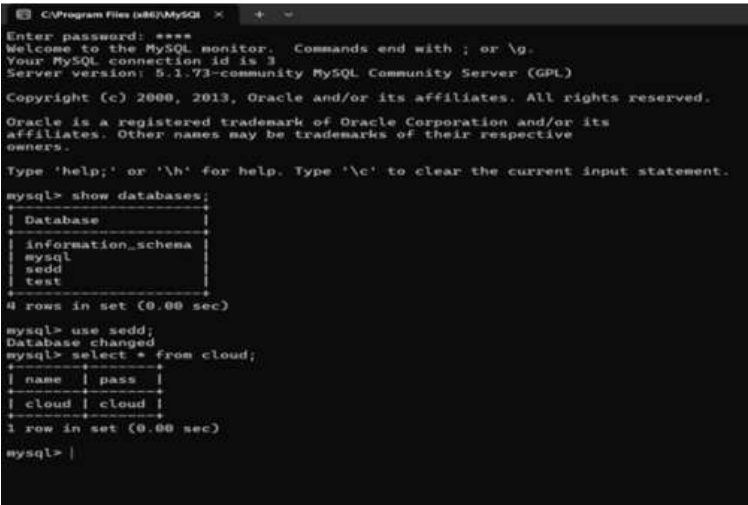 C:\Program Files (x86)\MySQL
Enter password: ****
Welcome to the MySQL monitor.  Commands end with ; or \g.
Your MySQL connection id is 3
Server version: 5.1.73-community MySQL Community Server (GPL)
Copyright (c) 2000, 2013, Oracle and/or its affiliates. All rights reserved.
Oracle is a registered trademark of Oracle Corporation and/or its
affiliates. Other names may be trademarks of their respective
owners.
Type 'help;' or '\h' for help. Type '\c' to clear the current input statement.
mysql> show databases;
+--------------------+
| Database           |
+--------------------+
| information_schema |
| mysql              |
| sedd               |
| test               |
+--------------------+
4 rows in set (0.00 sec)
mysql> use sedd;
Database changed
mysql> select * from cloud;
+-------+-------+
| name  | pass  |
+-------+-------+
| cloud | cloud |
+-------+-------+
1 row in set (0.00 sec)
mysql>